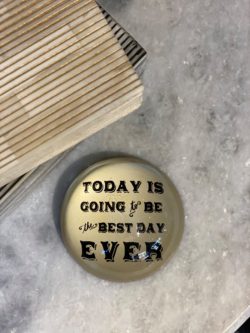 TODAY IS
GOING to BE
the BEST DAY
EVER